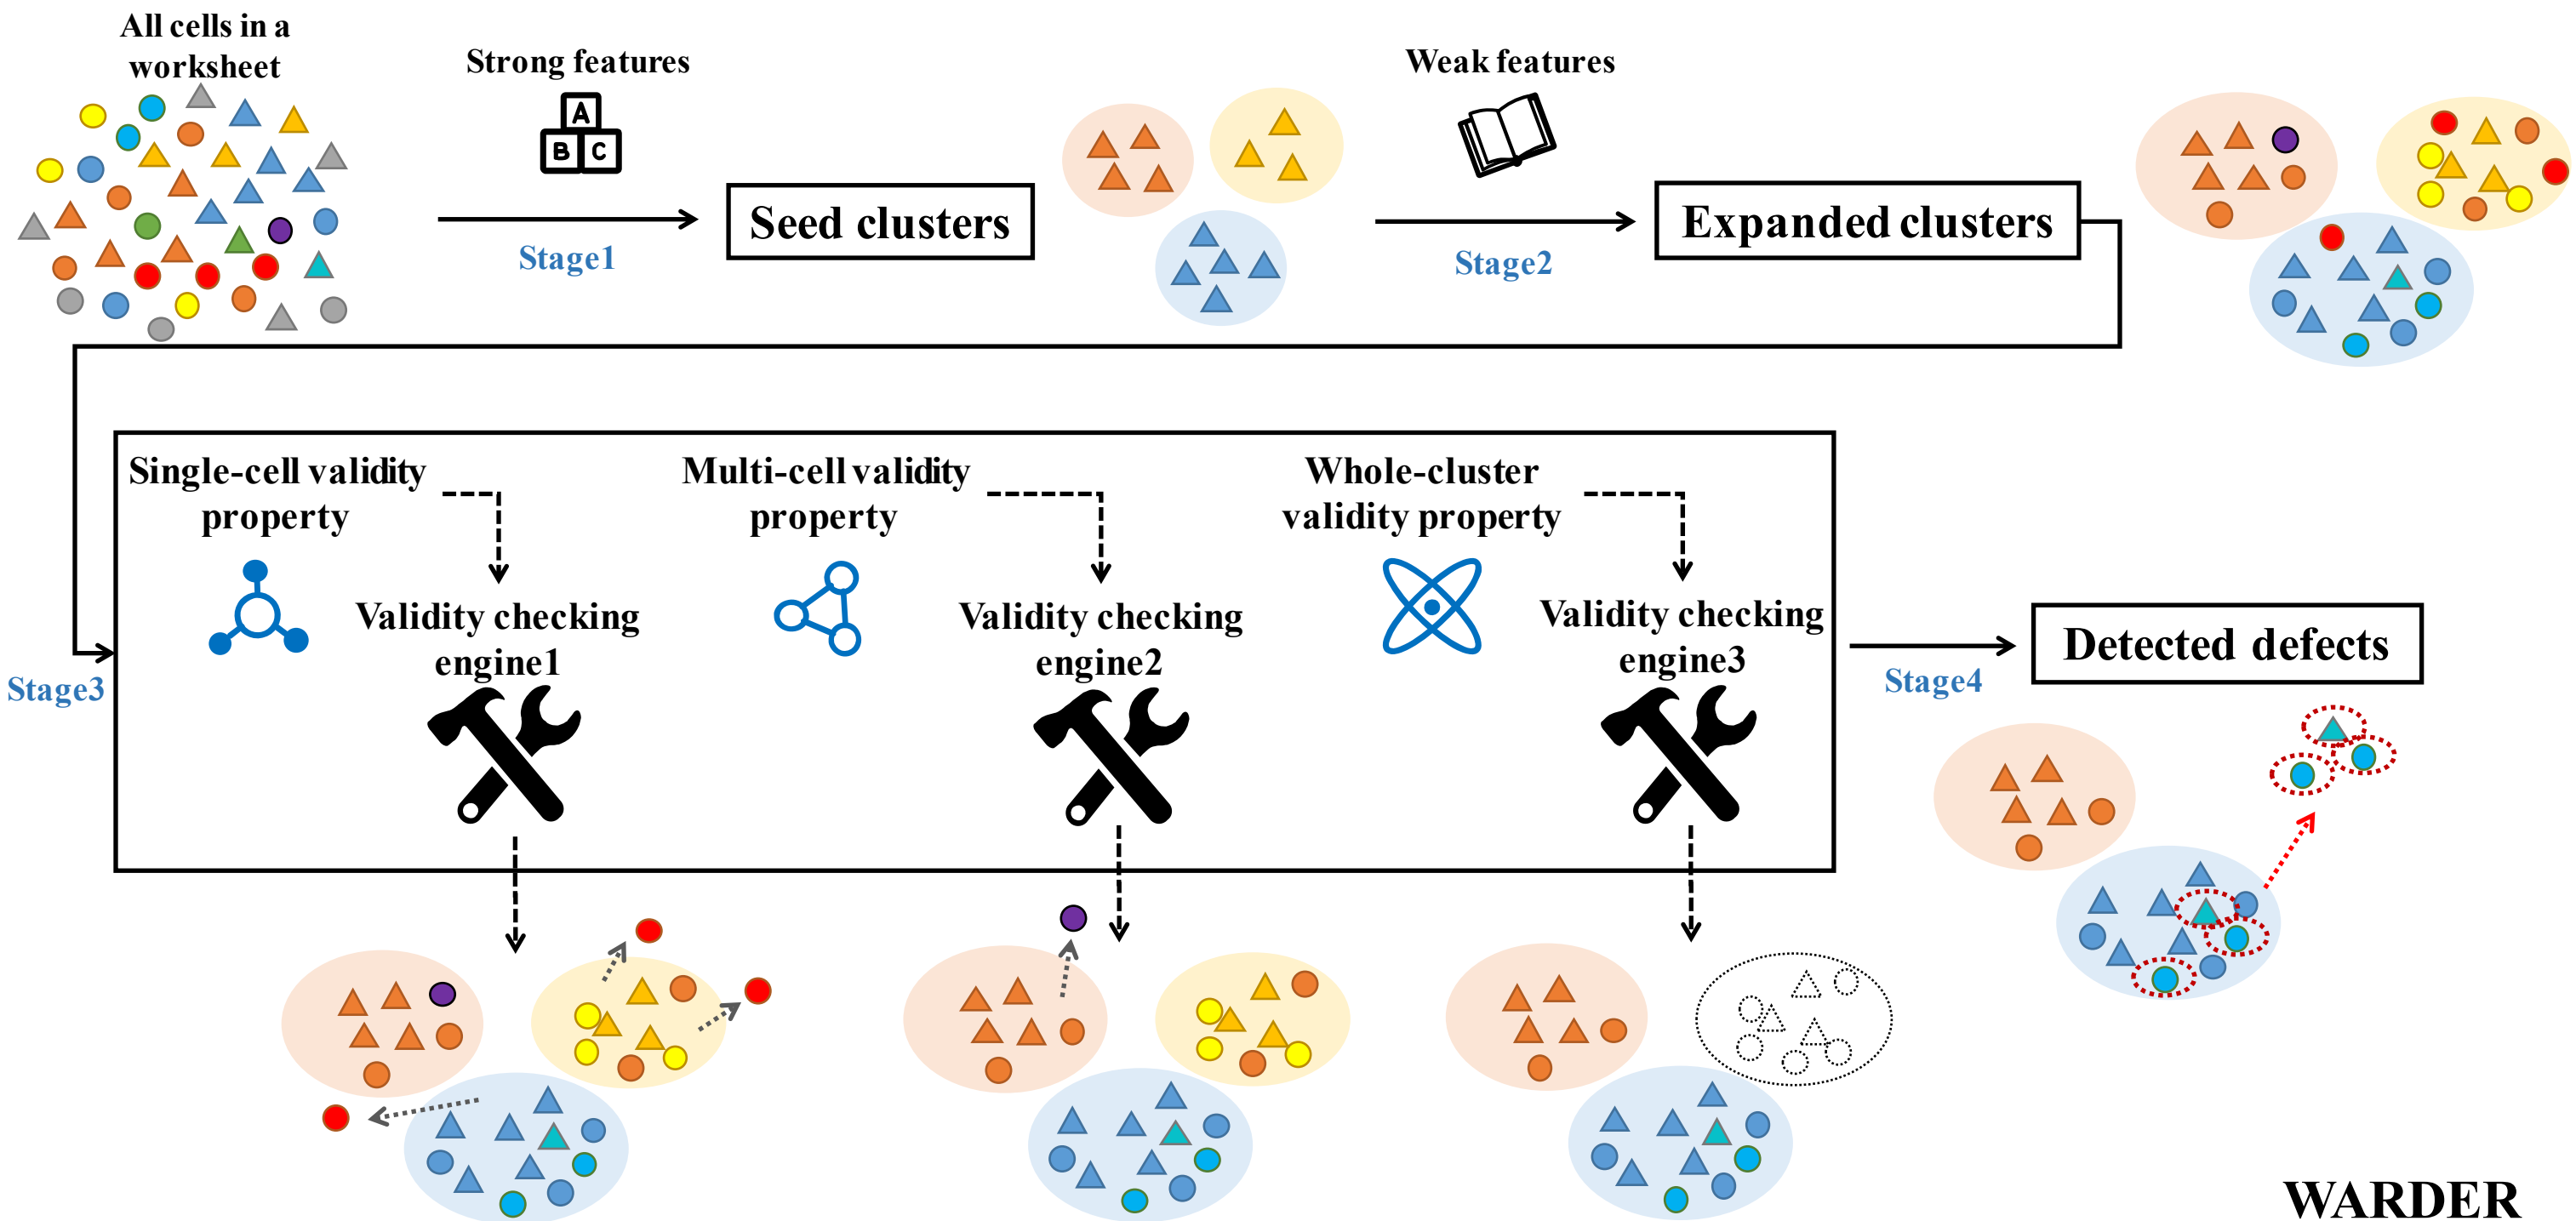 All cells in a
worksheet
Strong features
A
B C
Stage1
Seed clusters
Weak features
Stage2
Expanded clusters
Single-cell validity
property
Validity checking
engine1
Multi-cell validity
property
Validity checking
engine2
Whole-cluster
validity property
Validity checking
engine3
Stage3
Stage4
Detected defects
WARDER